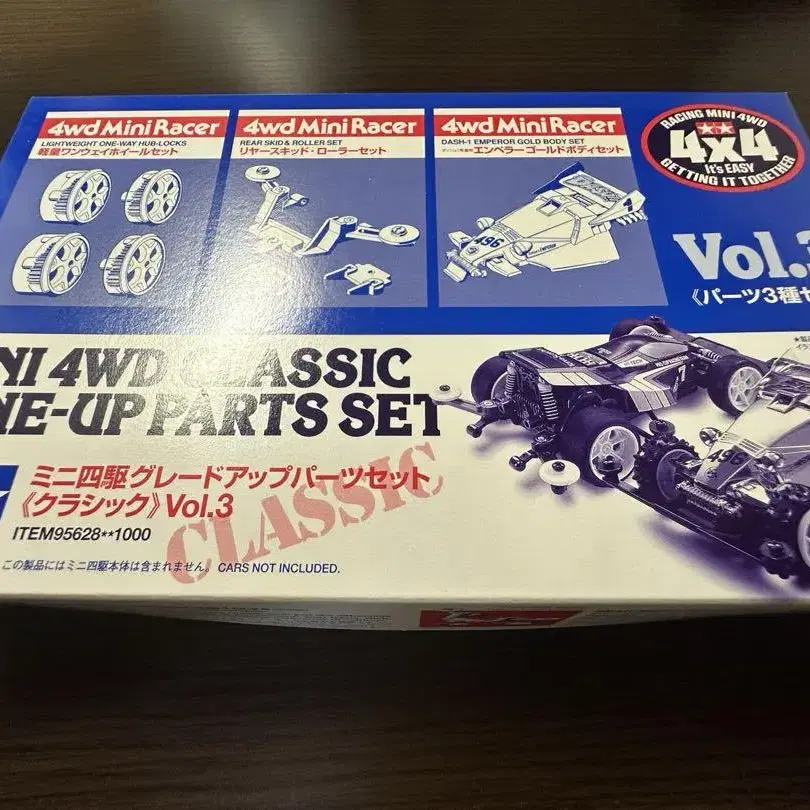 4wd Mini Racer
LIGHTWEIGHT ONE-WAY HUB-LOCKS
軽量ワンウェイホイールセット
4wd Mini Racer
REAR SKID & ROLLER SET
リヤースキッド・ローラーセット
4wd Mini Racer
DASH-1 EMPEROR GOLD BODY SET
エンペラーゴールドボディセット
496
1
RACING MINI 4WD
4x4
It's EASY
GETTING IT TOGETHER
Vol.3
《パーツ3種セ
NI 4WD CLASSIC
NE-UP PARTS SET
ミニ四駆グレードアップパーツセット
《クラシック》Vol.3
CLASSIC
ITEM95628**1000
この製品にはミニ四駆本体は含まれません。 CARS NOT INCLUDED.
7
496